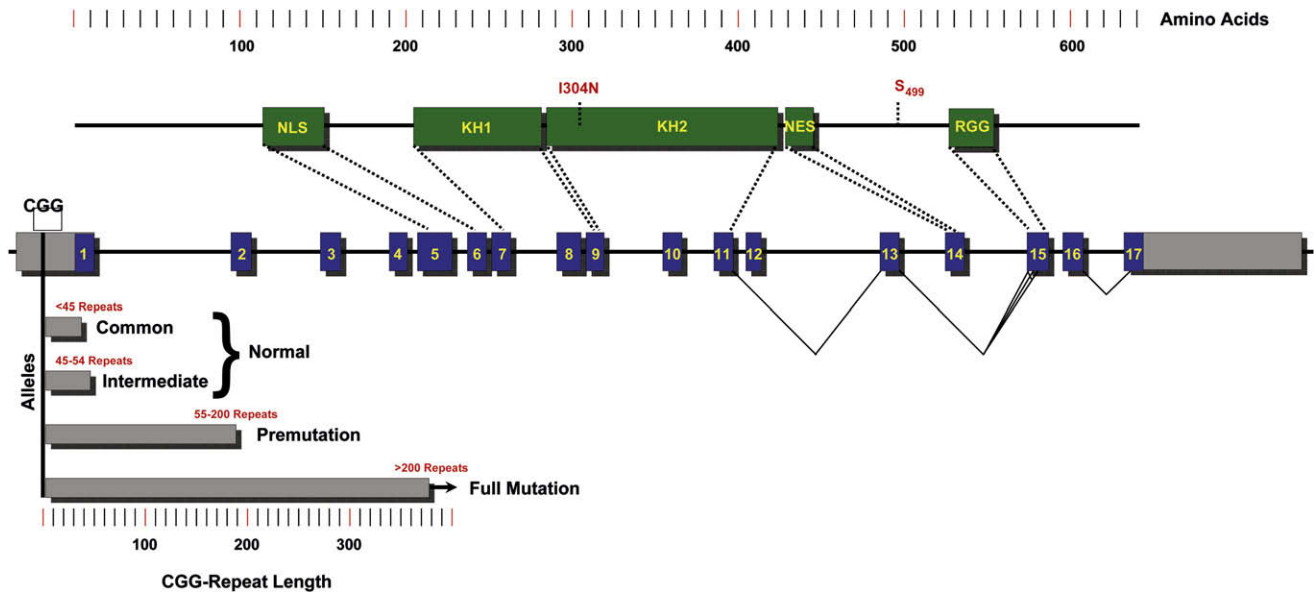 Amino Acids
100 200 300 400 500 600
I304N S499
NLS KH1 KH2 NES RGG
CGG
1 2 3 4 5 6 7 8 9 10 11 12 13 14 15 16 17
<45 Repeats
Common
Normal
45-54 Repeats
Intermediate
Alleles
55-200 Repeats
Premutation
>200 Repeats
Full Mutation
100 200 300
CGG-Repeat Length